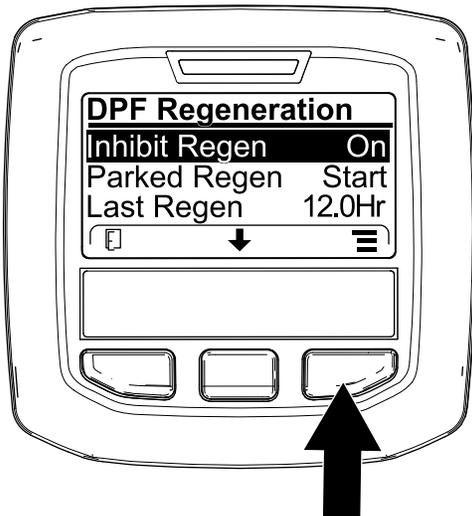 DPF Regeneration
Inhibit Regen On
Parked Regen Start
Last Regen 12.0Hr